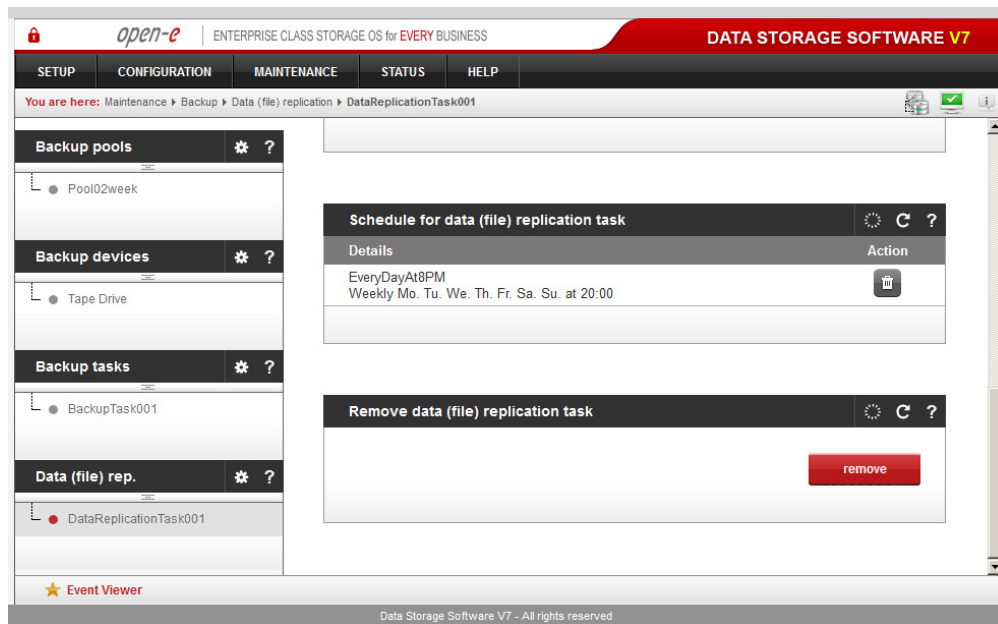 open-e ENTERPRISE CLASS STORAGE OS for EVERY BUSINESS DATA STORAGE SOFTWARE V7
SETUP CONFIGURATION MAINTENANCE STATUS HELP
You are here: Maintenance Backup Data (file) replication DataReplicationTask001
Backup pools ?
Pool02week
Backup devices ?
Tape Drive
Backup tasks ?
BackupTask001
Data (file) rep. ?
DataReplicationTask001
Schedule for data (file) replication task ?
Details Action
EveryDayAt8PM
Weekly Mo. Tu. We. Th. Fr. Sa. Su. at 20:00
Remove data (file) replication task ?
remove
Event Viewer
Data Storage Software V7 - All rights reserved